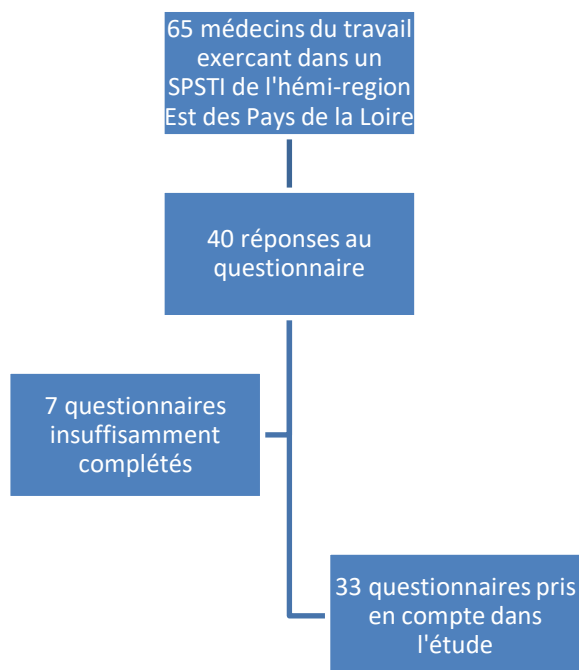 65 médecins du travail
exercant dans un
SPSTI de l'hémi-region
Est des Pays de la Loire
40 réponses au
questionnaire
7 questionnaires
insuffisamment
complétés
33 questionnaires pris
en compte dans
l'étude